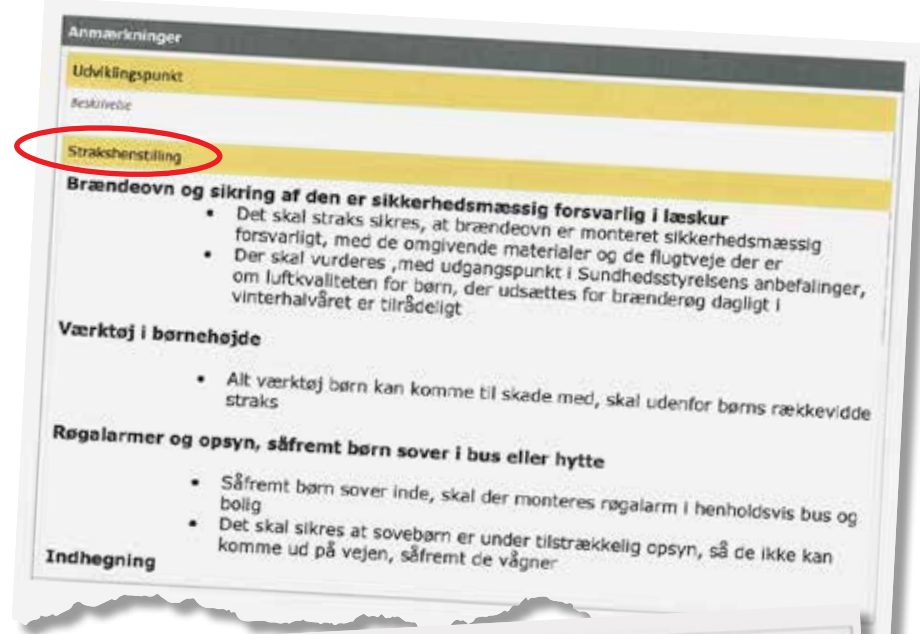 Anmærkninger
Udviklingspunkt
Beskrivelse
Strakshenstilling
Brændeovn og sikring af den er sikkerhedsmæssig forsvarlig i læskur
• Det skal straks sikres, at brændeovn er monteret sikkerhedsmæssig
forsvarligt, med de omgivende materialer og de flugtveje der er
• Der skal vurderes ,med udgangspunkt i Sundhedsstyrelsens anbefalinger,
om luftkvaliteten for børn, der udsættes for brænderøg dagligt i
vinterhalvåret er tilrådeligt
Værktøj i børnehøjde
• Alt værktøj børn kan komme til skade med, skal udenfor børns rækkevidde
straks
Røgalarmer og opsyn, såfremt børn sover i bus eller hytte
• Såfremt børn sover inde, skal der monteres røgalarm i henholdsvis bus og
bolig
• Det skal sikres at sovebørn er under tilstrækkelig opsyn, så de ikke kan
komme ud på vejen, såfremt de vågner
Indhegning